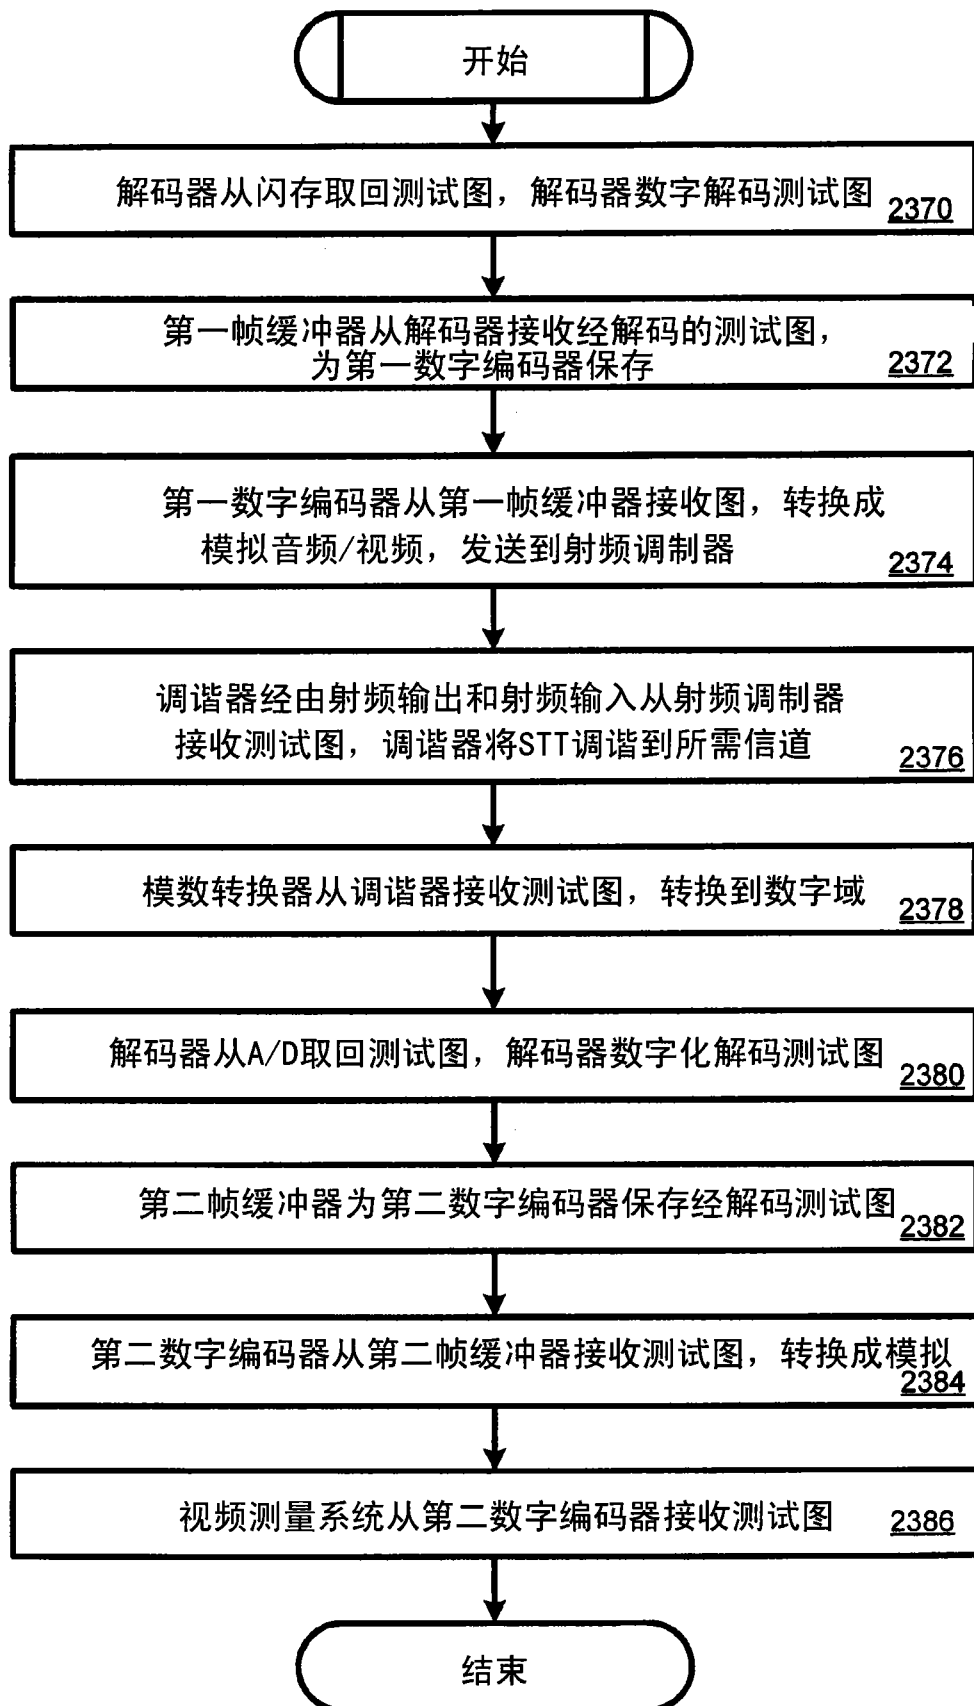 开始
解码器从闪存取回测试图，解码器数字解码测试图 2370
第一帧缓冲器从解码器接收经解码的测试图，
为第一数字编码器保存 2372
第一数字编码器从第一帧缓冲器接收图，转换成
模拟音频/视频，发送到射频调制器 2374
调谐器经由射频输出和射频输入从射频调制器
接收测试图，调谐器将STT调谐到所需信道 2376
模数转换器从调谐器接收测试图，转换到数字域 2378
解码器从A/D取回测试图，解码器数字化解码测试图 2380
第二帧缓冲器为第二数字编码器保存经解码测试图 2382
第二数字编码器从第二帧缓冲器接收测试图，转换成模拟
2384
视频测量系统从第二数字编码器接收测试图 2386
结束